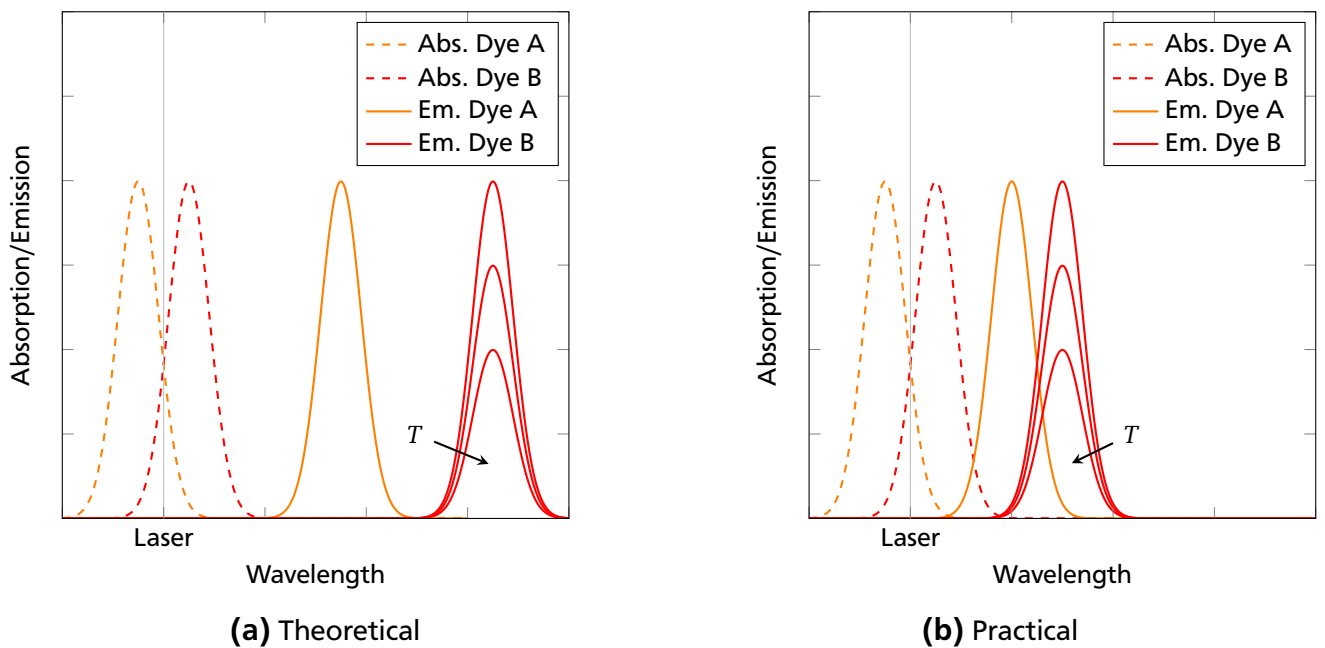 Abs. Dye A
Abs. Dye B
Em. Dye A
Em. Dye B
Absorption/Emission
T
Laser
Wavelength
(a) Theoretical
Abs. Dye A
Abs. Dye B
Em. Dye A
Em. Dye B
Absorption/Emission
T
Laser
Wavelength
(b) Practical